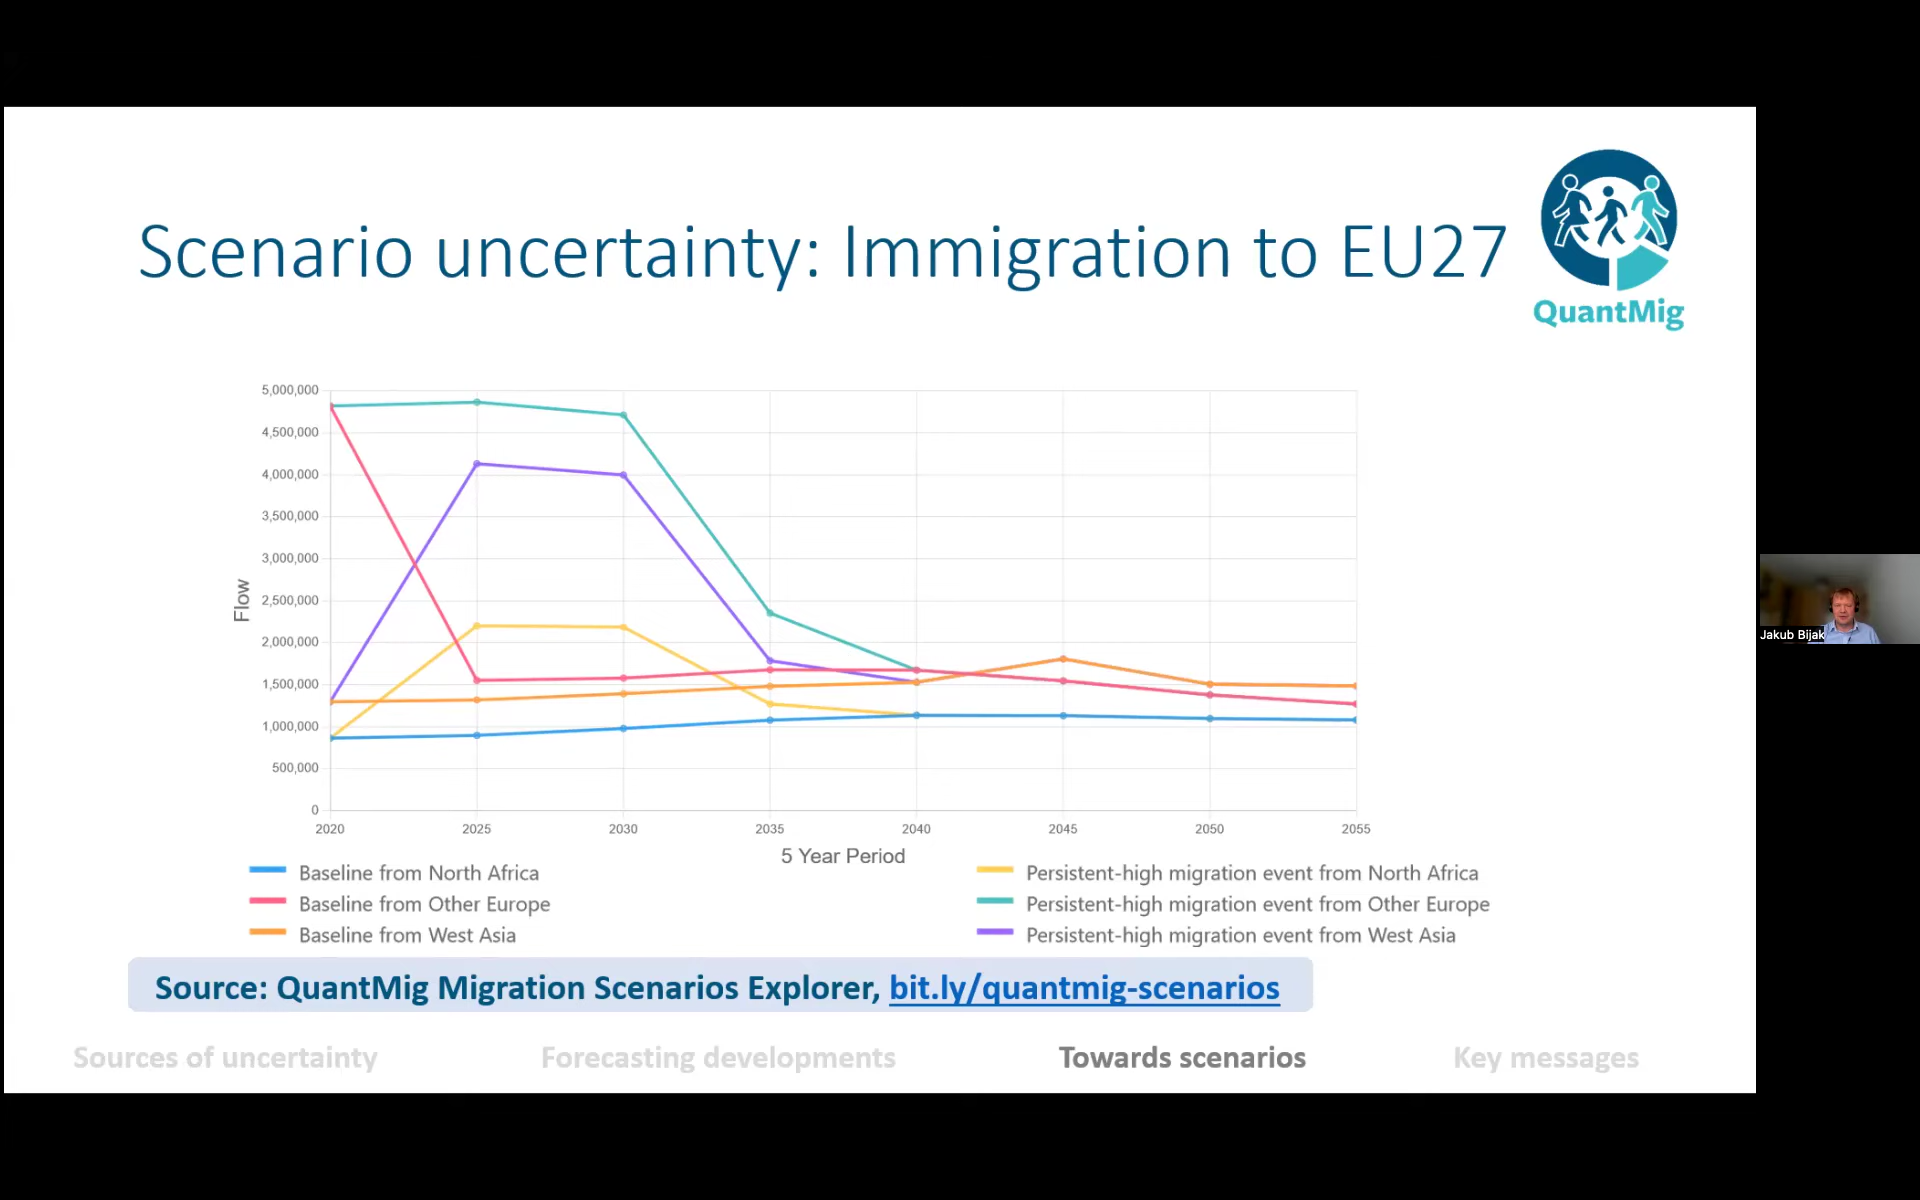 Scenario uncertainty: Immigration to EU27
QuantMig
5,000,000
4,500,000
4,000,000
3,500,000
3,000,000
2,500,000
2,000,000
1,500,000
1,000,000
500,000
0
Flow
2020 2025 2030 2035 2040 2045 2050 2055
5 Year Period
Baseline from North Africa
Baseline from Other Europe
Baseline from West Asia
Persistent-high migration event from North Africa
Persistent-high migration event from Other Europe
Persistent-high migration event from West Asia
Source: QuantMig Migration Scenarios Explorer, bit.ly/quantmig-scenarios
Sources of uncertainty Forecasting developments Towards scenarios Key messages
Jakub Bijak